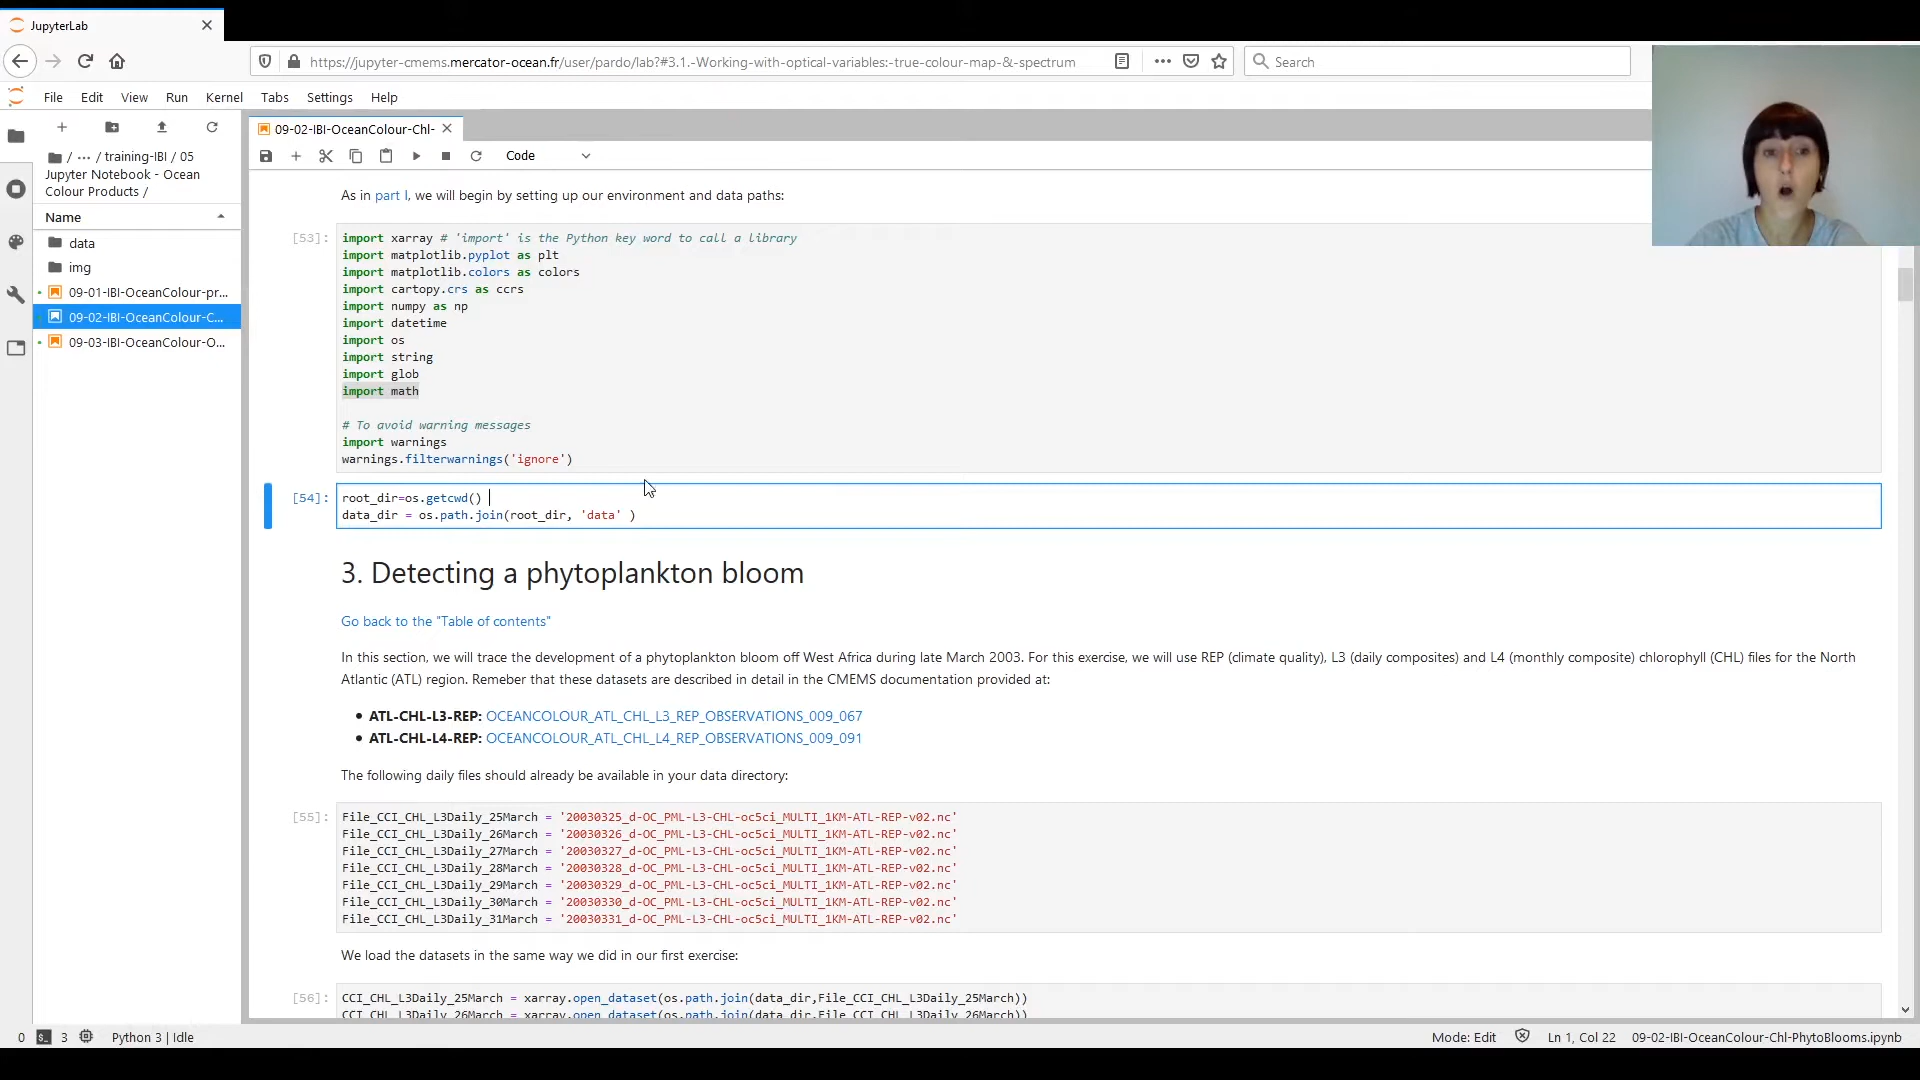 JupyterLab
https://jupyter-cmems.mercator-ocean.fr/user/pardo/lab?#3.1.-Working-with-optical-variables:-true-colour-map-&-spectrum
Search
File Edit View Run Kernel Tabs Settings Help
09-02-IBI-OceanColour-Chl-
Code
/ ··· / training-IBI / 05
Jupyter Notebook - Ocean
Colour Products /
Name
data
img
09-01-IBI-OceanColour-pr...
09-02-IBI-OceanColour-C...
09-03-IBI-OceanColour-O...
As in part I, we will begin by setting up our environment and data paths:
[53]:
import xarray # 'import' is the Python key word to call a library
import matplotlib.pyplot as plt
import matplotlib.colors as colors
import cartopy.crs as ccrs
import numpy as np
import datetime
import os
import string
import glob
import math
# To avoid warning messages
import warnings
warnings.filterwarnings('ignore')
[54]:
root_dir=os.getcwd()
data_dir = os.path.join(root_dir, 'data' )
3. Detecting a phytoplankton bloom
Go back to the "Table of contents"
In this section, we will trace the development of a phytoplankton bloom off West Africa during late March 2003. For this exercise, we will use REP (climate quality), L3 (daily composites) and L4 (monthly composite) chlorophyll (CHL) files for the North
Atlantic (ATL) region. Remeber that these datasets are described in detail in the CMEMS documentation provided at:
• ATL-CHL-L3-REP: OCEANCOLOUR_ATL_CHL_L3_REP_OBSERVATIONS_009_067
• ATL-CHL-L4-REP: OCEANCOLOUR_ATL_CHL_L4_REP_OBSERVATIONS_009_091
The following daily files should already be available in your data directory:
[55]:
File_CCI_CHL_L3Daily_25March = '20030325_d-OC_PML-L3-CHL-oc5ci_MULTI_1KM-ATL-REP-v02.nc'
File_CCI_CHL_L3Daily_26March = '20030326_d-OC_PML-L3-CHL-oc5ci_MULTI_1KM-ATL-REP-v02.nc'
File_CCI_CHL_L3Daily_27March = '20030327_d-OC_PML-L3-CHL-oc5ci_MULTI_1KM-ATL-REP-v02.nc'
File_CCI_CHL_L3Daily_28March = '20030328_d-OC_PML-L3-CHL-oc5ci_MULTI_1KM-ATL-REP-v02.nc'
File_CCI_CHL_L3Daily_29March = '20030329_d-OC_PML-L3-CHL-oc5ci_MULTI_1KM-ATL-REP-v02.nc'
File_CCI_CHL_L3Daily_30March = '20030330_d-OC_PML-L3-CHL-oc5ci_MULTI_1KM-ATL-REP-v02.nc'
File_CCI_CHL_L3Daily_31March = '20030331_d-OC_PML-L3-CHL-oc5ci_MULTI_1KM-ATL-REP-v02.nc'
We load the datasets in the same way we did in our first exercise:
[56]:
CCI_CHL_L3Daily_25March = xarray.open_dataset(os.path.join(data_dir,File_CCI_CHL_L3Daily_25March))
CCI_CHL_L3Daily_26March = xarray.open_dataset(os.path.join(data_dir,File_CCI_CHL_L3Daily_26March))
0 3 Python 3 | Idle
Mode: Edit Ln 1, Col 22 09-02-IBI-OceanColour-Chl-PhytoBlooms.ipynb